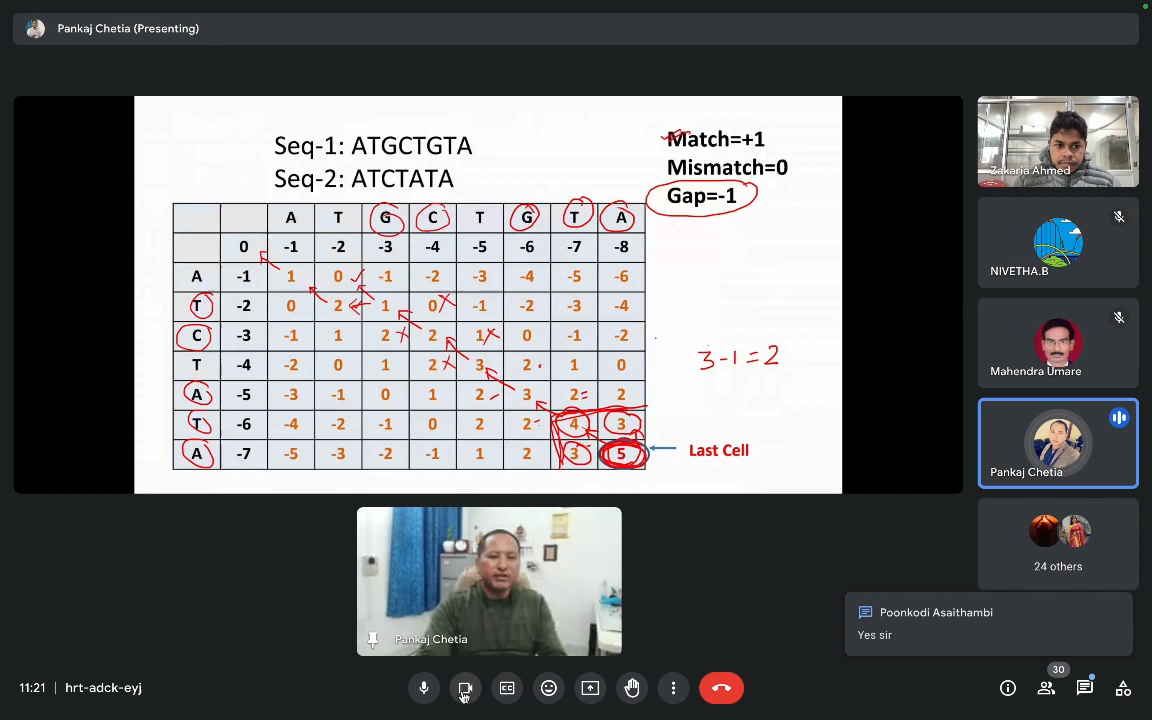 Pankaj Chetia (Presenting)
Seq-1: ATGCTGTA
Seq-2: ATCTATA
Match=+1
Mismatch=0
Gap=-1
A T G C T G T A
0 -1 -2 -3 -4 -5 -6 -7 -8
A -1 1 0 -1 -2 -3 -4 -5 -6
T -2 0 2 1 0 -1 -2 -3 -4
C -3 -1 1 2 2 1 0 -1 -2
T -4 -2 0 1 2 3 2 1 0
A -5 -3 -1 0 1 2 3 2 2
T -6 -4 -2 -1 0 2 2 4 3
A -7 -5 -3 -2 -1 1 2 3 5
3-1=2
Last Cell
Zakaria Ahmed
NIVETHA.B
Mahendra Umare
Pankaj Chetia
24 others
Pankaj Chetia
Poonkodi Asaithambi
Yes sir
11:21 | hrt-adck-eyj
CC
30